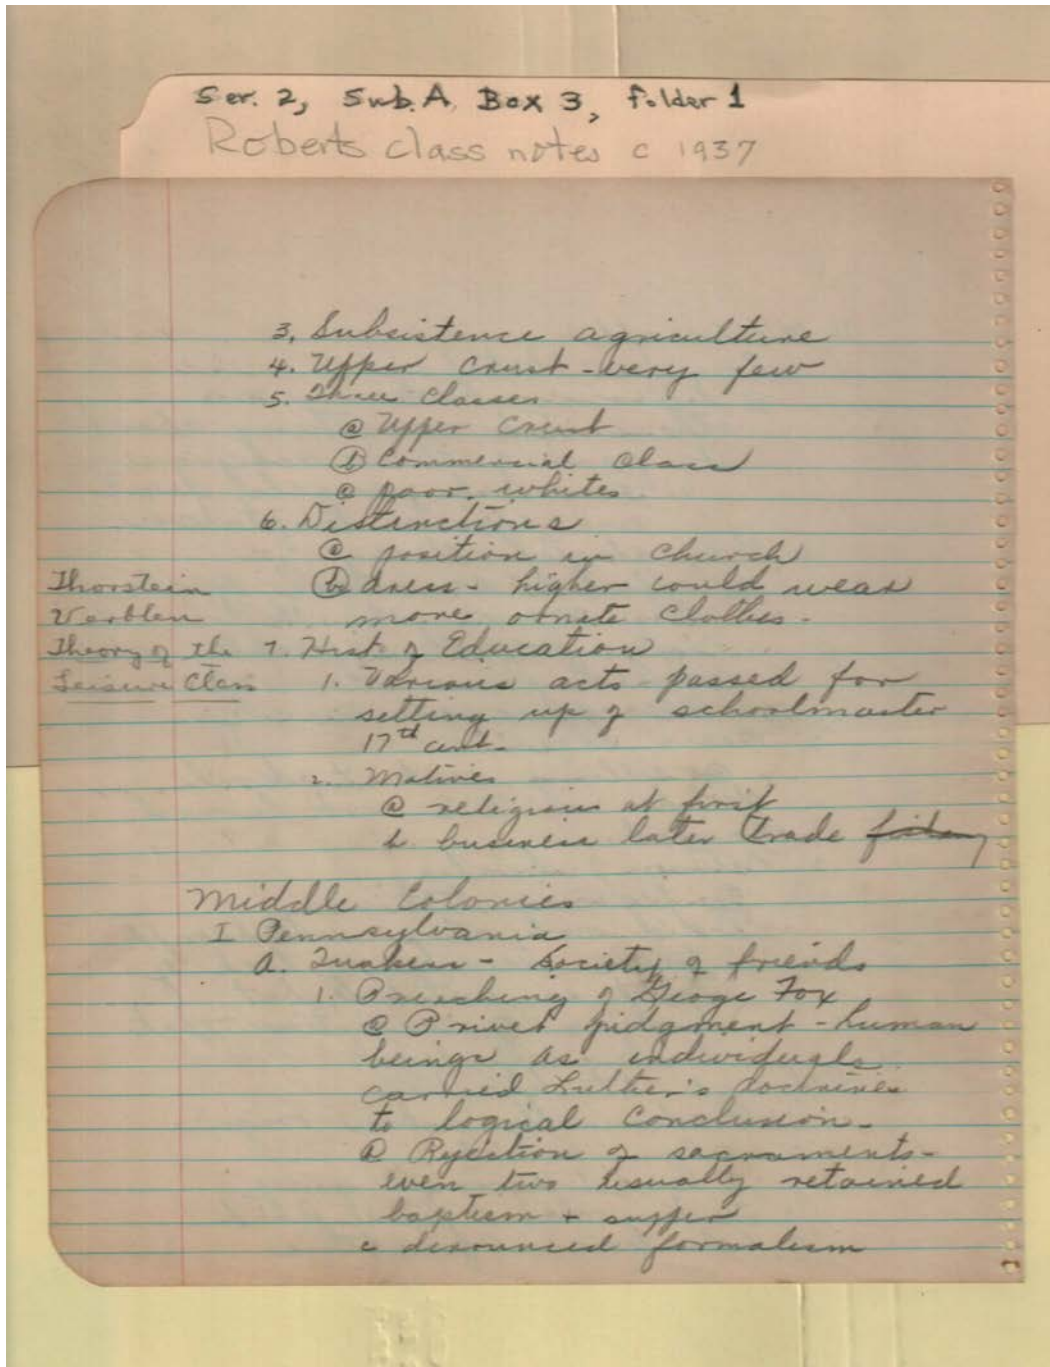 Ser. 2, Sub. A, Box 3, Folder 1
Roberts class notes c 1937
3. Subsistence agriculture
4. Upper Crust - very few
5. Three Classes
ⓐ Upper Crust
ⓑ Commercial Class
ⓒ poor whites
6. Distinctions
ⓐ position in Church
ⓑ dress - higher could wear
more ornate Clothes.
Thorstein
Verblen
Theory of the
Leisure Class
7. Hist of Education
1. Various acts passed for
setting up of schoolmaster
17th cent.
2. Motives
ⓐ religious at first
b business later trade
Middle Colonies
I Pennsylvania
A. Quakers - Society of friends
1. Preaching of George Fox
ⓐ Privet judgment - human
beings as individuals
carried Luther's doctrines
to logical conclusion.
ⓑ Rejection of sacraments -
even two usually retained
baptism + supper
c denounced formalism